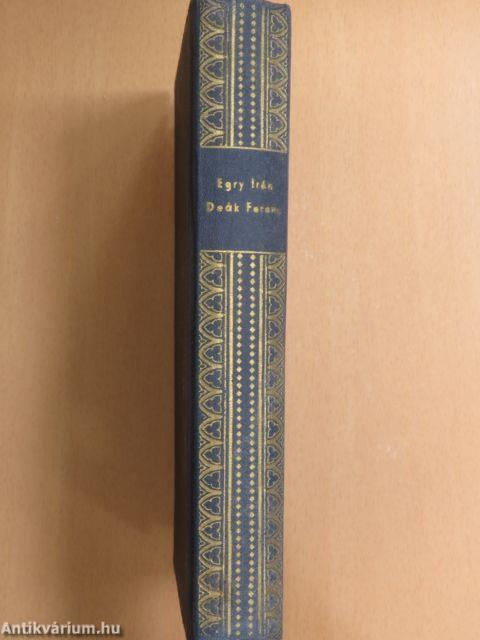 Egry Irén
Deák Ferenc
Antikvárium.hu